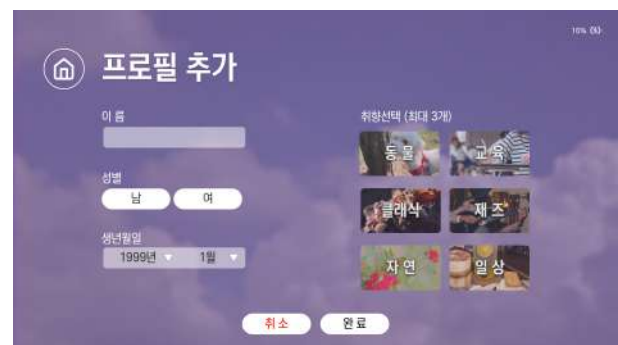 10%
프로필 추가
이름
성별
남 여
생년월일
1999년 1월
취향선택 (최대 3개)
동물 교육
클래식 재즈
자연 일상
취소 완료